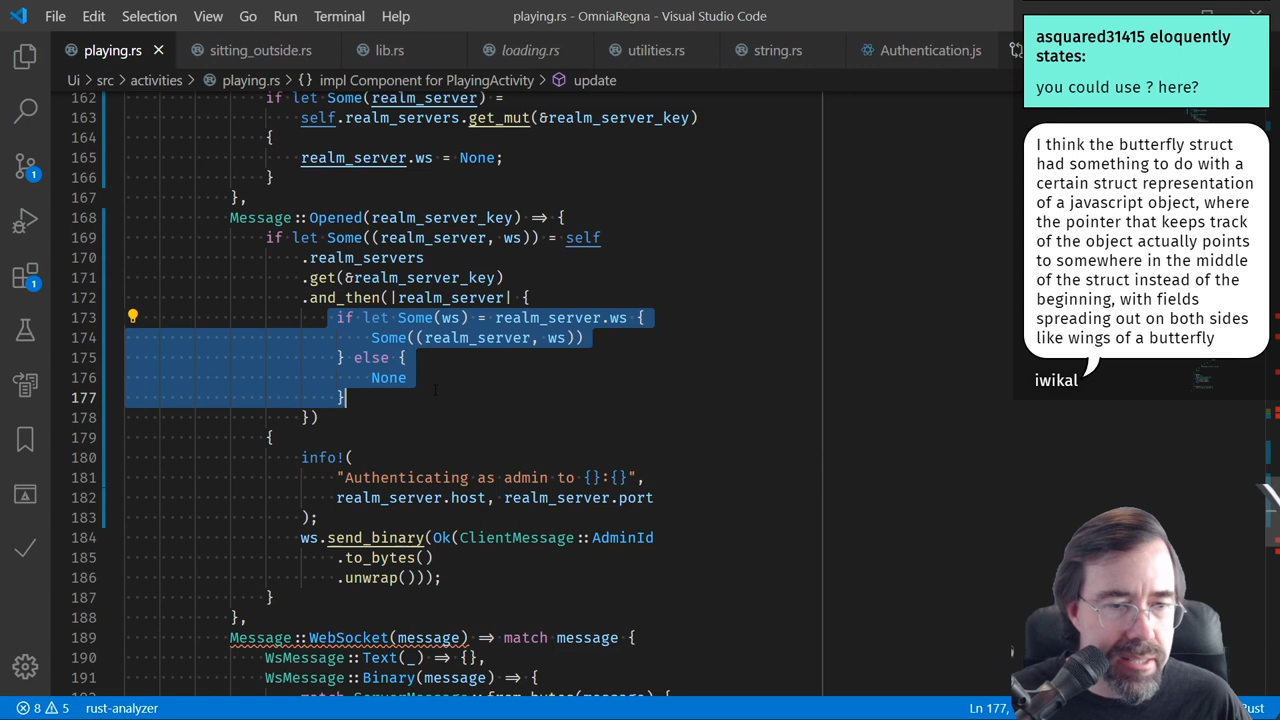 File Edit Selection View Go Run Terminal Help
playing.rs - OmniaRegna - Visual Studio Code
playing.rs sitting_outside.rs lib.rs loading.rs utilities.rs string.rs Authentication.js
Ui › src › activities › playing.rs › {} impl Component for PlayingActivity › update
162 if let Some(realm_server) =
163 self.realm_servers.get_mut(&realm_server_key)
164 {
165 realm_server.ws = None;
166 }
167 },
168 Message::Opened(realm_server_key) => {
169 if let Some((realm_server, ws)) = self
170 .realm_servers
171 .get(&realm_server_key)
172 .and_then(|realm_server| {
173 if let Some(ws) = realm_server.ws {
174 Some((realm_server, ws))
175 } else {
176 None
177 }
178 })
179 {
180 info!(
181 "Authenticating as admin to {}:{}",
182 realm_server.host, realm_server.port
183 );
184 ws.send_binary(Ok(ClientMessage::AdminId
185 .to_bytes()
186 .unwrap()));
187 }
188 },
189 Message::WebSocket(message) => match message {
190 WsMessage::Text(_) => {},
191 WsMessage::Binary(message) => {
asquared31415 eloquently
states:
you could use ? here?
I think the butterfly struct
had something to do with a
certain struct representation
of a javascript object, where
the pointer that keeps track
of the object actually points
to somewhere in the middle
of the struct instead of the
beginning, with fields
spreading out on both sides
like wings of a butterfly
iwikal
1
1
8 5 rust-analyzer
Ln 177,